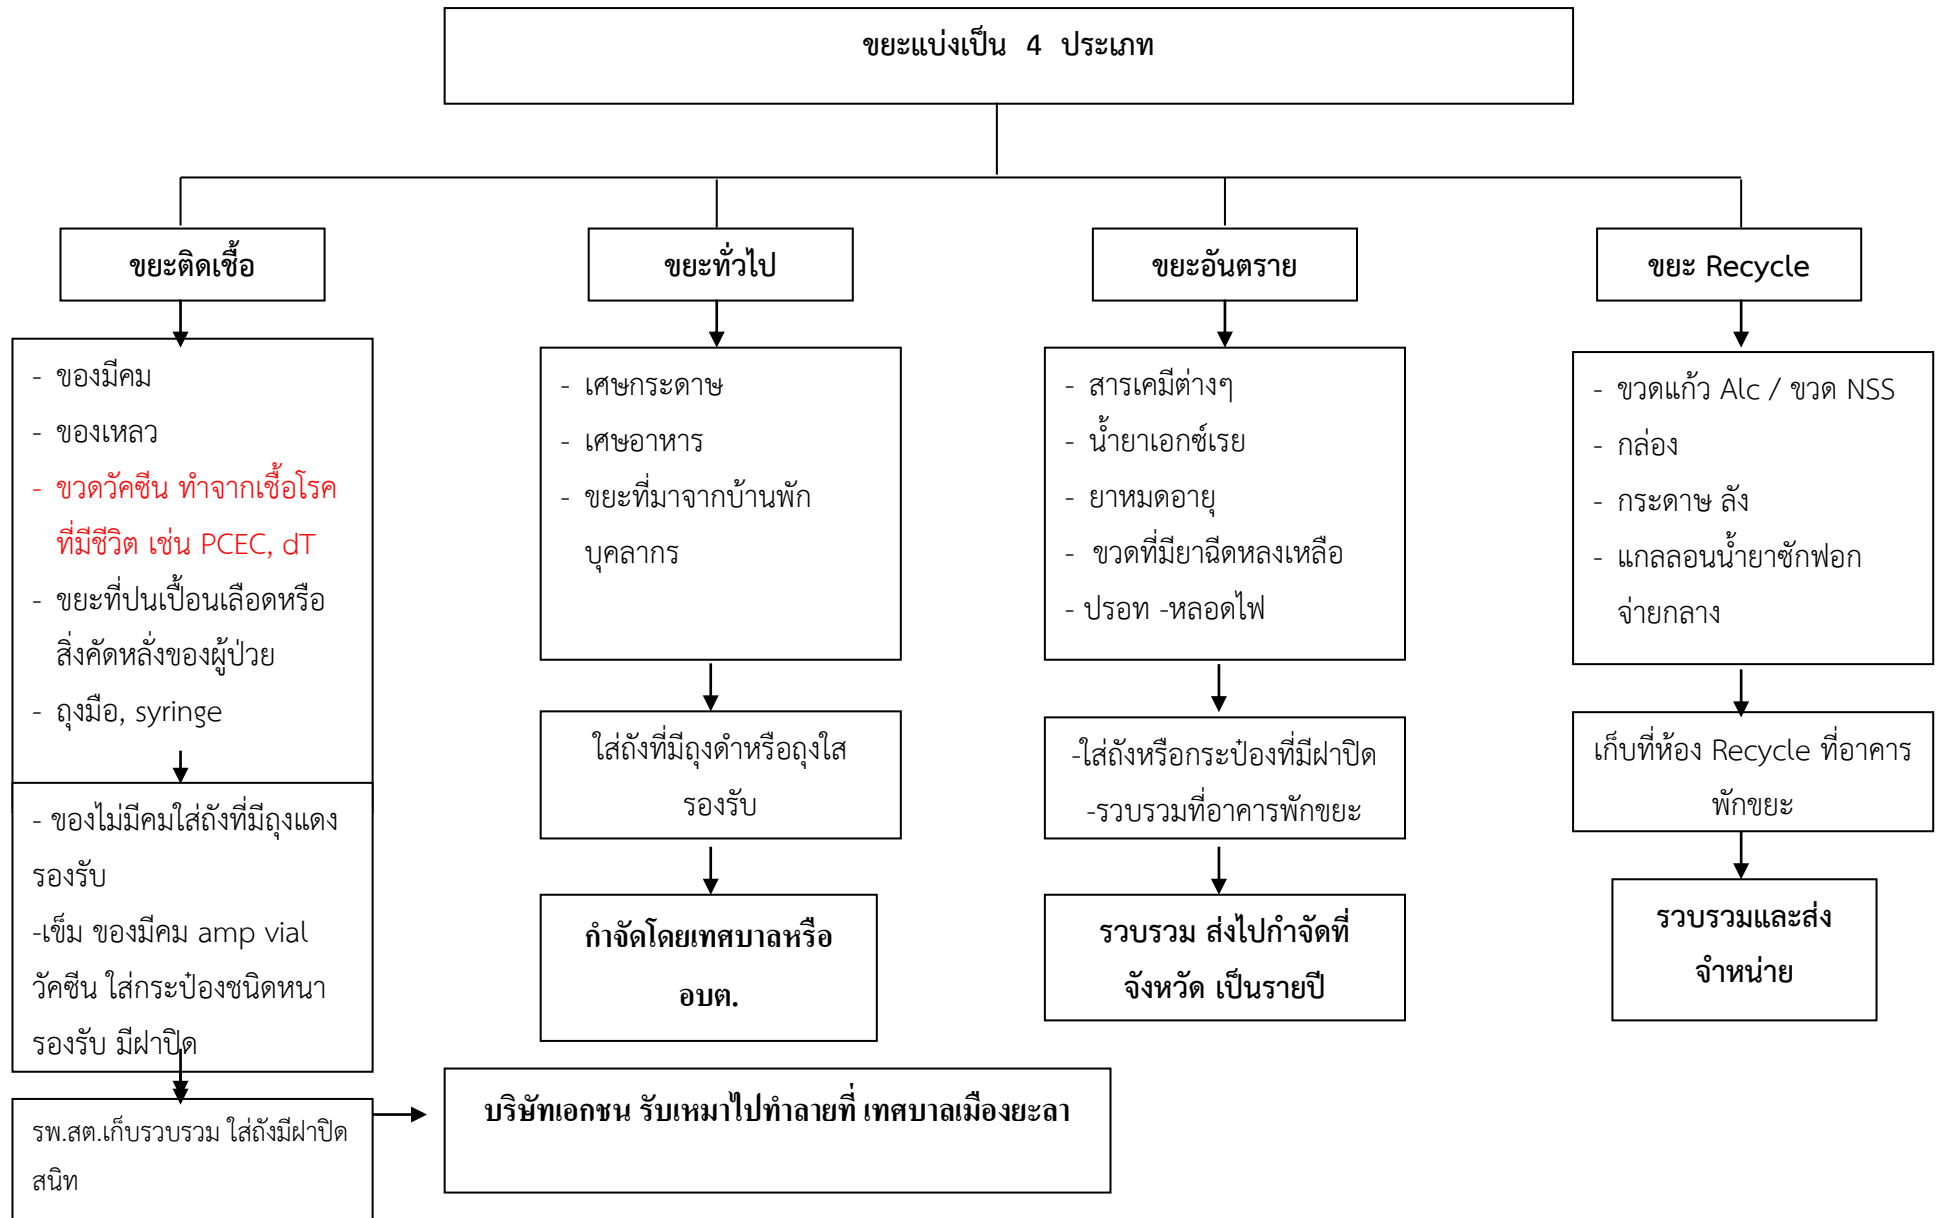 ขยะแบ่งเป็น 4 ประเภท
ขยะติดเชื้อ
- ของมีคม
- ของเหลว
- ขวดวัคซีน ทำจากเชื้อโรค
ที่มีชีวิต เช่น PCEC, dT
- ขยะที่ปนเปื้อนเลือดหรือ
สิ่งคัดหลั่งของผู้ป่วย
- ถุงมือ, syringe
- ของไม่มีคมใส่ถังที่มีถุงแดง
รองรับ
-เข็ม ของมีคม amp vial
วัคซีน ใส่กระป๋องชนิดหนา
รองรับ มีฝาปิด
รพ.สต.เก็บรวบรวม ใส่ถังมีฝาปิด
สนิท
บริษัทเอกชน รับเหมาไปทำลายที่ เทศบาลเมืองยะลา
ขยะทั่วไป
- เศษกระดาษ
- เศษอาหาร
- ขยะที่มาจากบ้านพัก
บุคลากร
ใส่ถังที่มีถุงดำหรือถุงใส
รองรับ
กำจัดโดยเทศบาลหรือ
อบต.
ขยะอันตราย
- สารเคมีต่างๆ
- น้ำยาเอกซ์เรย
- ยาหมดอายุ
- ขวดที่มียาฉีดหลงเหลือ
- ปรอท -หลอดไฟ
-ใส่ถังหรือกระป๋องที่มีฝาปิด
-รวบรวมที่อาคารพักขยะ
รวบรวม ส่งไปกำจัดที่
จังหวัด เป็นรายปี
ขยะ Recycle
- ขวดแก้ว Alc / ขวด NSS
- กล่อง
- กระดาษ ลัง
- แกลลอนน้ำยาซักฟอก
จ่ายกลาง
เก็บที่ห้อง Recycle ที่อาคาร
พักขยะ
รวบรวมและส่ง
จำหน่าย